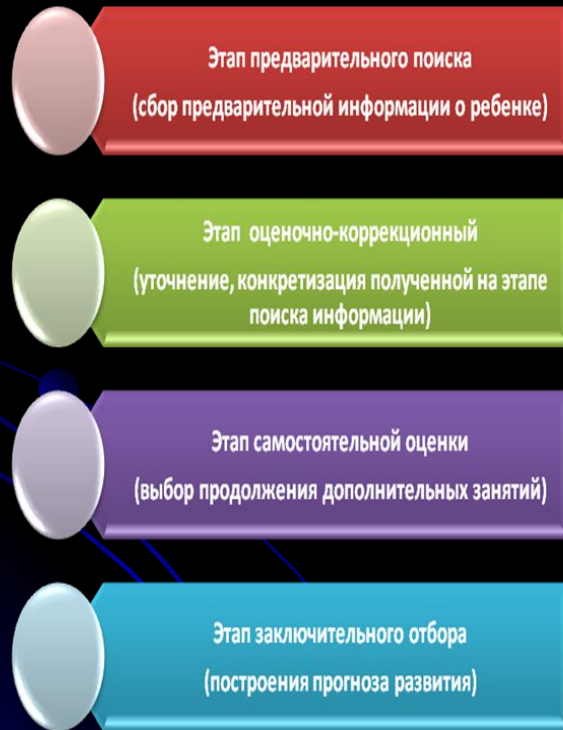 Этап предварительного поиска
(сбор предварительной информации о ребенке)
Этап оценочно-коррекционный
(уточнение, конкретизация полученной на этапе
поиска информации)
Этап самостоятельной оценки
(выбор продолжения дополнительных занятий)
Этап заключительного отбора
(построения прогноза развития)